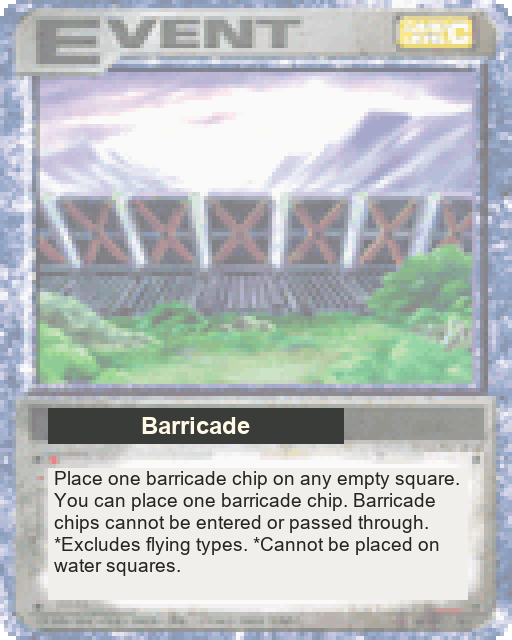 EVENT
Barricade
Place one barricade chip on any empty square.
You can place one barricade chip. Barricade
chips cannot be entered or passed through.
*Excludes flying types. *Cannot be placed on
water squares.